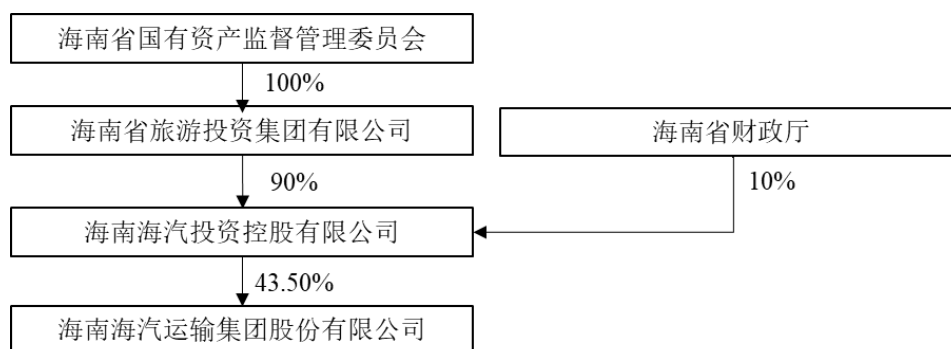 海南省国有资产监督管理委员会
100%
海南省旅游投资集团有限公司
海南省财政厅
90%
10%
海南海汽投资控股有限公司
43.50%
海南海汽运输集团股份有限公司